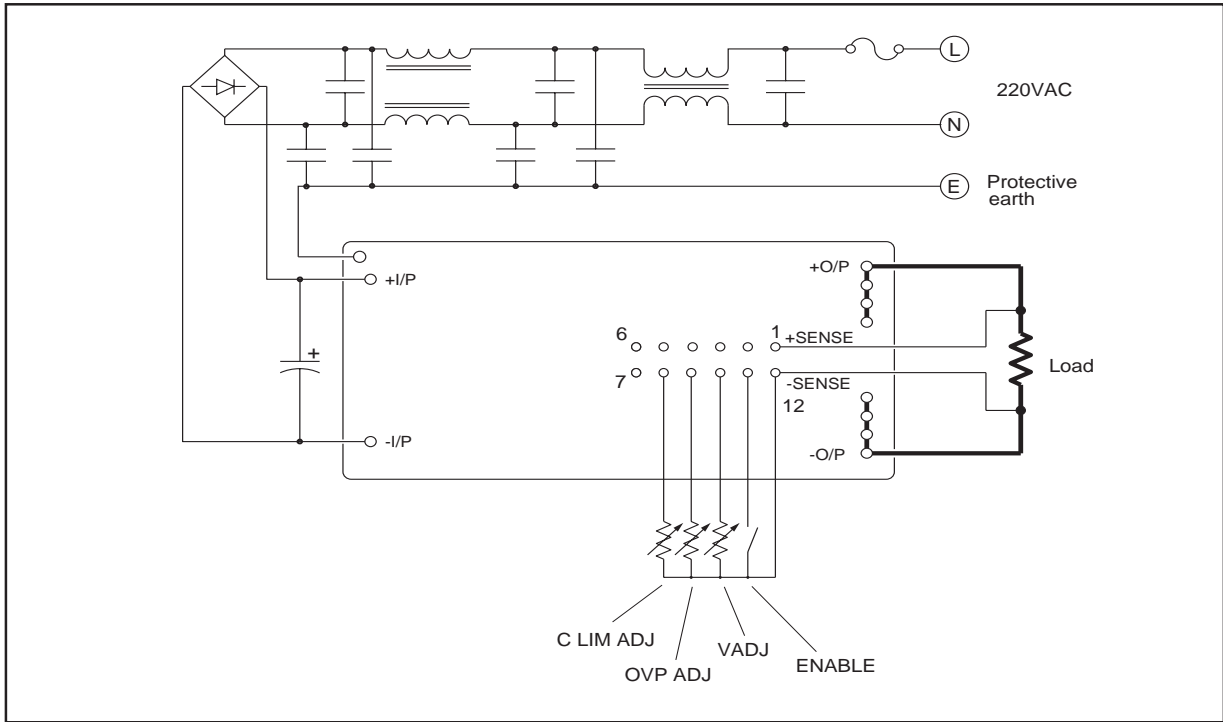 L
220VAC
N
E
Protective
earth
+I/P
+O/P
6
1
+SENSE
7
-SENSE
12
Load
+
-I/P
-O/P
C LIM ADJ
OVP ADJ
VADJ
ENABLE